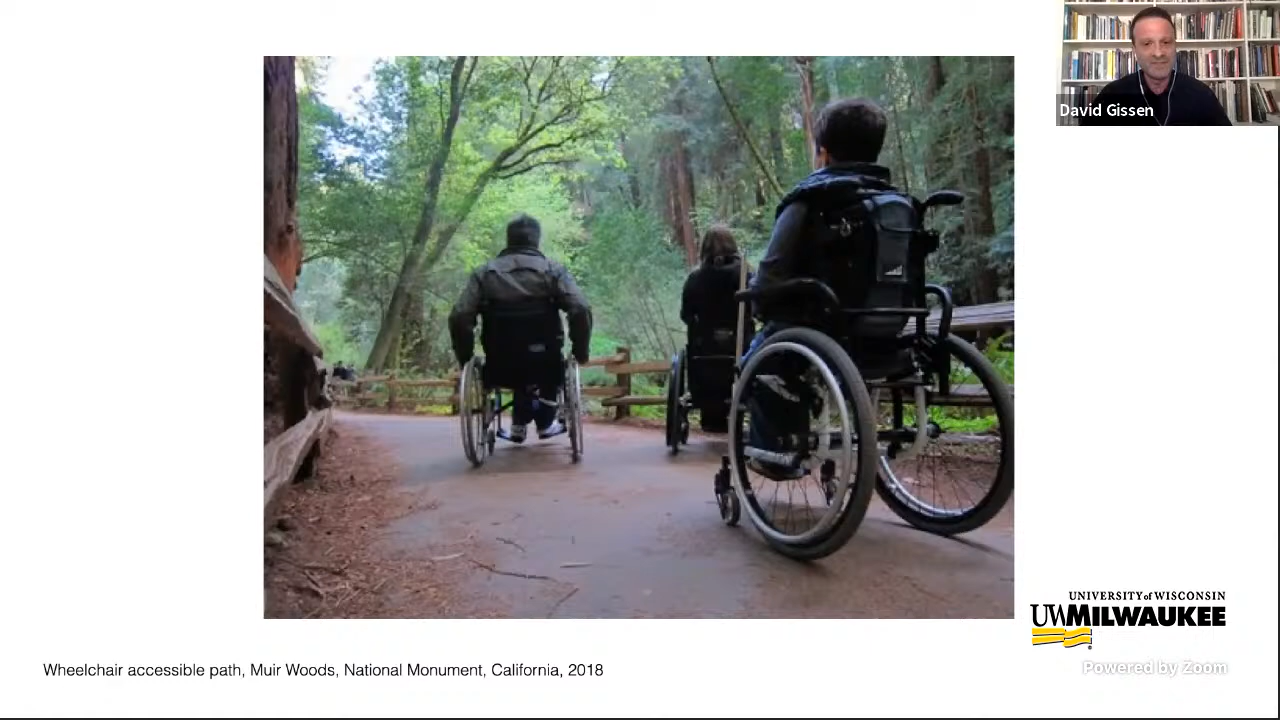 David Gissen
UNIVERSITY of WISCONSIN
UWMILWAUKEE
Powered by Zoom
Wheelchair accessible path, Muir Woods, National Monument, California, 2018